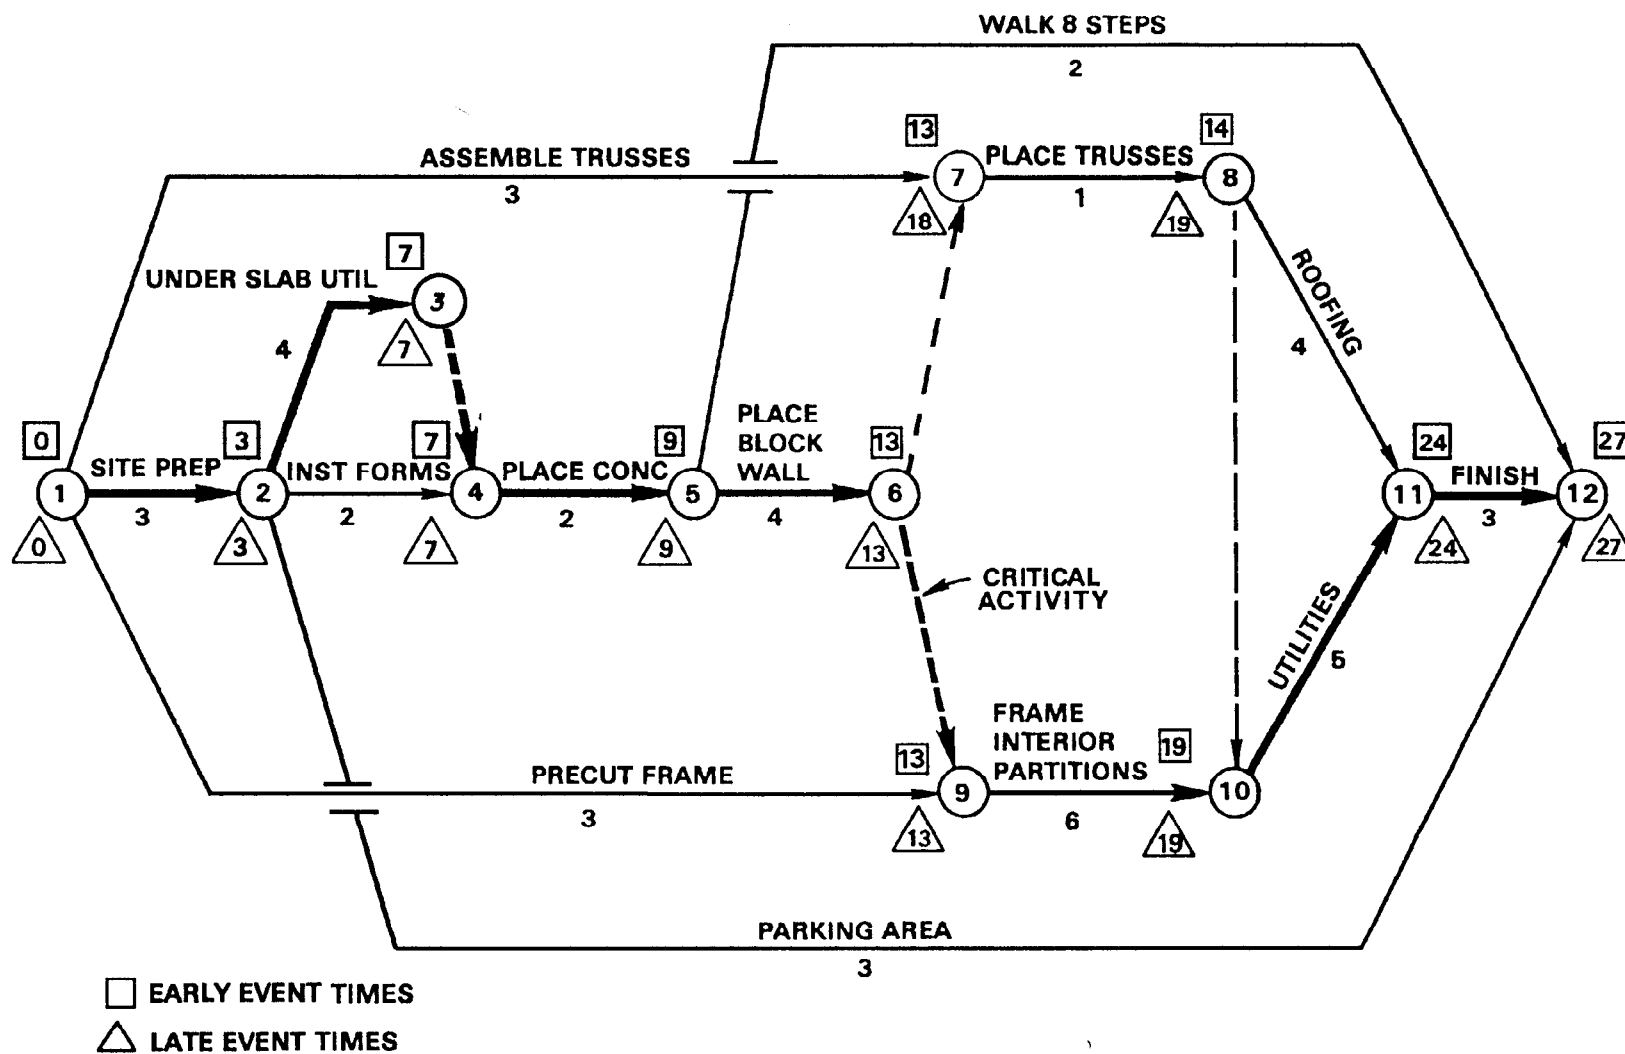 WALK 8 STEPS
2
13
14
ASSEMBLE TRUSSES
PLACE TRUSSES
7
8
3
1
18
19
7
UNDER SLAB UTIL
3
ROOFING
4
7
4
PLACE
BLOCK
WALL
0
3
7
9
13
24
27
SITE PREP
INST FORMS
PLACE CONC
FINISH
1
2
4
5
6
11
12
3
2
2
4
3
0
3
7
9
13
24
27
CRITICAL
ACTIVITY
UTILITIES
5
FRAME
INTERIOR
PARTITIONS
13
19
PRECUT FRAME
9
10
3
6
13
19
PARKING AREA
3
EARLY EVENT TIMES
LATE EVENT TIMES